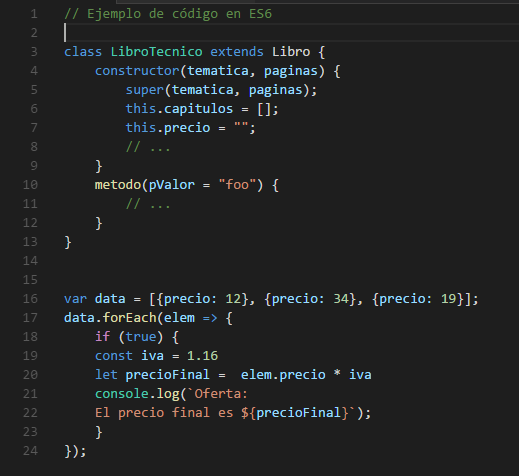 1 // Ejemplo de código en ES6
2
3 class LibroTecnico extends Libro {
4 constructor(tematica, paginas) {
5 super(tematica, paginas);
6 this.capitulos = [];
7 this.precio = "";
8 // ...
9 }
10 metodo(pValor = "foo") {
11 // ...
12 }
13 }
14
15
16 var data = [{precio: 12}, {precio: 34}, {precio: 19}];
17 data.forEach(elem => {
18 if (true) {
19 const iva = 1.16
20 let precioFinal =  elem.precio * iva
21 console.log(`Oferta:
22 El precio final es ${precioFinal}`);
23 }
24 });